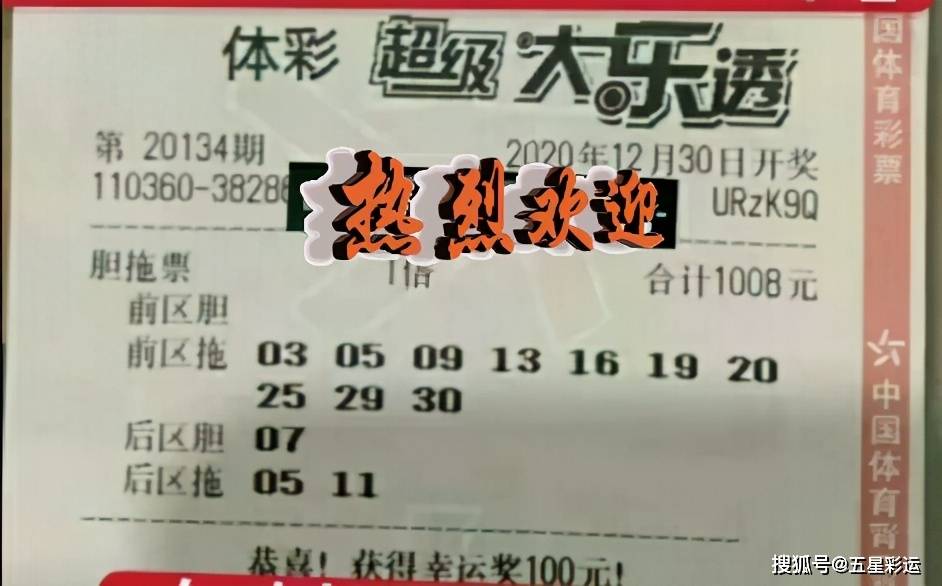 体彩 超级大乐透
第 20134期 2020年12月30日开奖
110360-38286 URzK9Q
热烈欢迎
胆拖票 1倍 合计1008元
前区胆
前区拖 03 05 09 13 16 19 20
25 29 30
后区胆 07
后区拖 05 11
恭喜! 获得幸运奖100元!
国体育彩票
中国体育
搜狐号@五星彩运